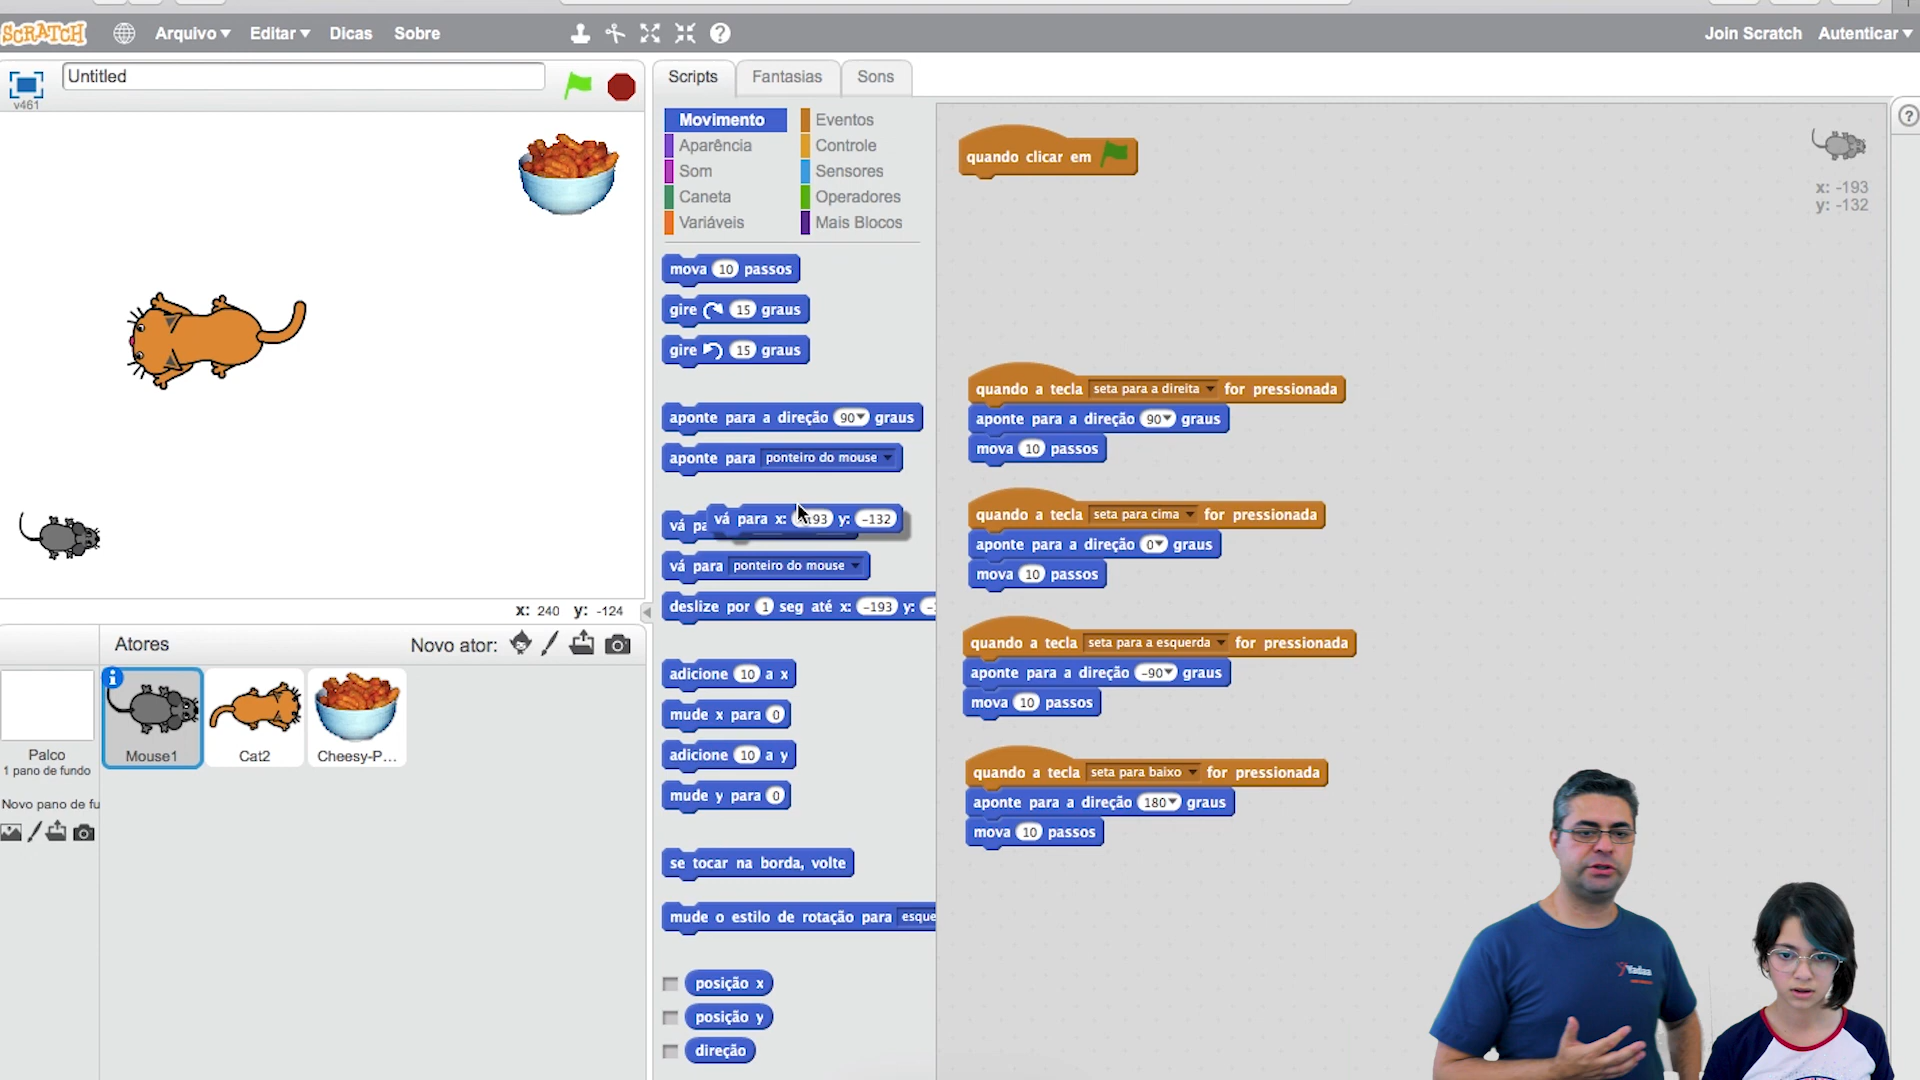 SCRATCH
Arquivo▼ Editar▼ Dicas Sobre
Join Scratch Autenticar▼
v461
Untitled
Scripts Fantasias Sons
Movimento Eventos
Aparência Controle
Som Sensores
Caneta Operadores
Variáveis Mais Blocos
mova 10 passos
gire 15 graus
gire 15 graus
aponte para a direção 90▼ graus
aponte para ponteiro do mouse
vá para x: 193 y: -132
vá para ponteiro do mouse
deslize por 1 seg até x: -193 y:
adicione 10 a x
mude x para 0
adicione 10 a y
mude y para 0
se tocar na borda, volte
mude o estilo de rotação para
posição x
posição y
direção
quando clicar em
x: -193
y: -132
quando a tecla seta para a direita for pressionada
aponte para a direção 90▼ graus
mova 10 passos
quando a tecla seta para cima for pressionada
aponte para a direção 0▼ graus
mova 10 passos
quando a tecla seta para a esquerda for pressionada
aponte para a direção -90▼ graus
mova 10 passos
quando a tecla seta para baixo for pressionada
aponte para a direção 180▼ graus
mova 10 passos
x: 240 y: -124
Atores Novo ator:
Palco
1 pano de fundo
Novo pano de fu
Mouse1 Cat2 Cheesy-P...
Yadaa